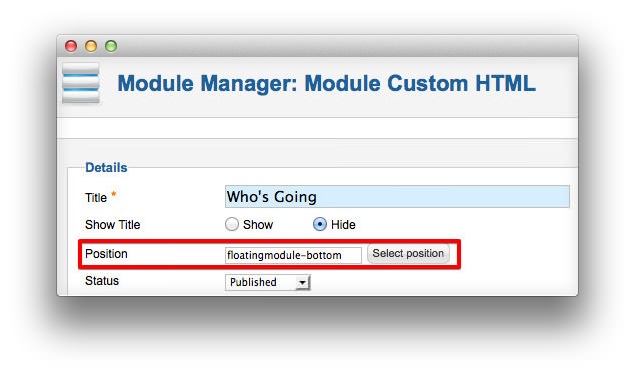 Module Manager: Module Custom HTML
Details
Title * Who's Going
Show Title Show Hide
Position floatingmodule-bottom Select position
Status Published